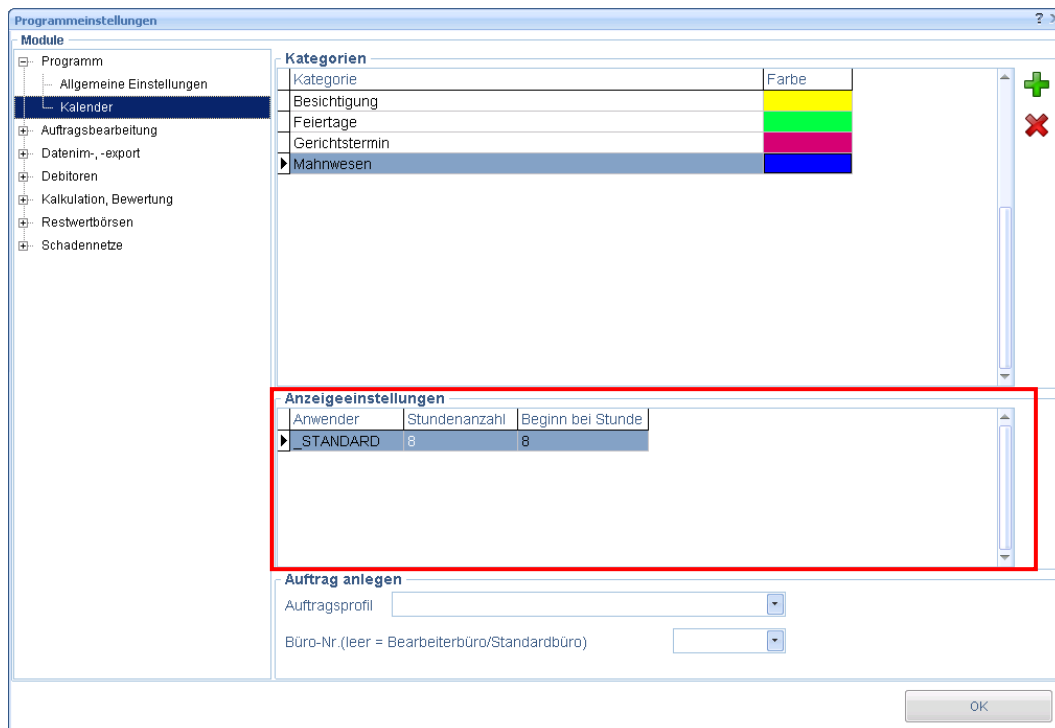 Programmeinstellungen ?
Module
Programm
Allgemeine Einstellungen
Kalender
Auftragsbearbeitung
Datenim-, -export
Debitoren
Kalkulation, Bewertung
Restwertbörsen
Schadennetze
Kategorien
Kategorie Farbe
Besichtigung
Feiertage
Gerichtstermin
Mahnwesen
Anzeigeeinstellungen
Anwender Stundenanzahl Beginn bei Stunde
_STANDARD 8 8
Auftrag anlegen
Auftragsprofil
Büro-Nr.(leer = Bearbeiterbüro/Standardbüro)
OK